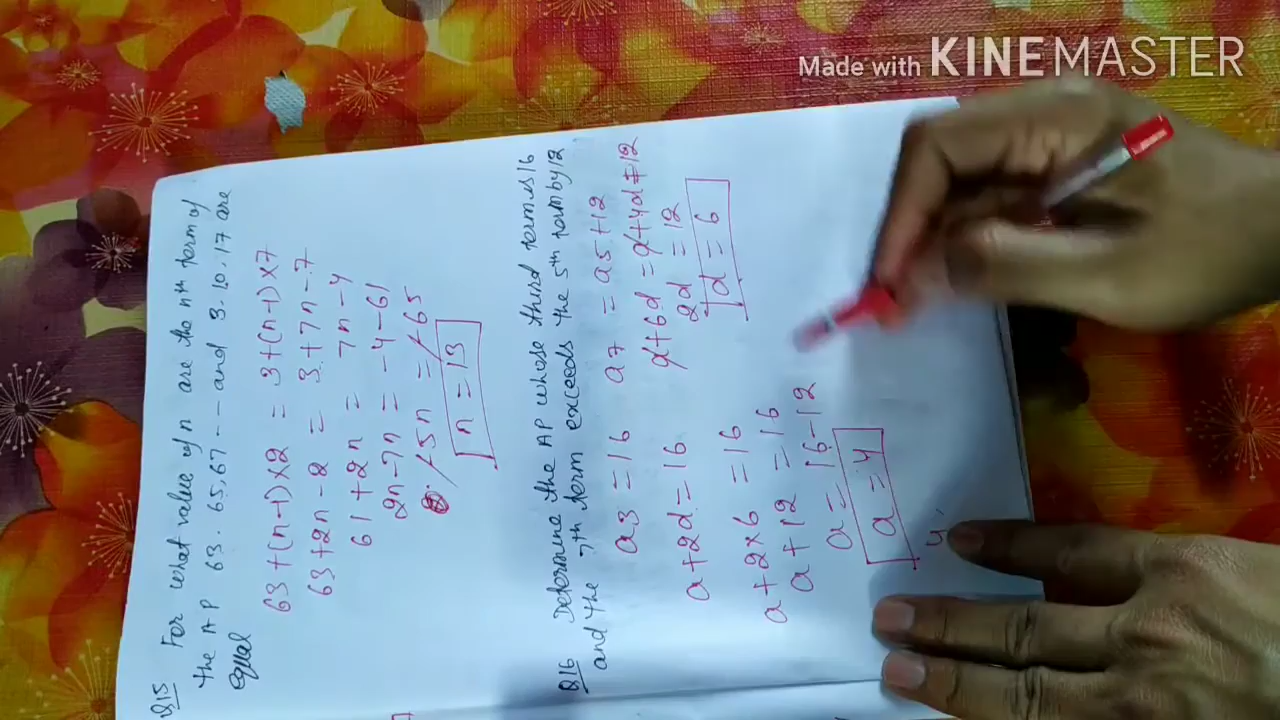 Made with KINEMASTER
Q15 For what value of n are the nth term of
the AP 63. 65, 67 --- and 3. 10. 17 are
equal
63+(n-1)×2 = 3+(n-1)×7
63+2n-2 = 3+7n-7
61+2n = 7n-4
2n-7n = -4-61
-5n = -65
n = 13
Q16 Determine the AP whose third term is 16
and the 7th term exceeds the 5th term by 12
a3 = 16
a+2d = 16
a+2×6 = 16
a+12 = 16
a = 16-12
a = 4
4,
a7 = a5+12
a+6d = a+4d+12
2d = 12
d = 6